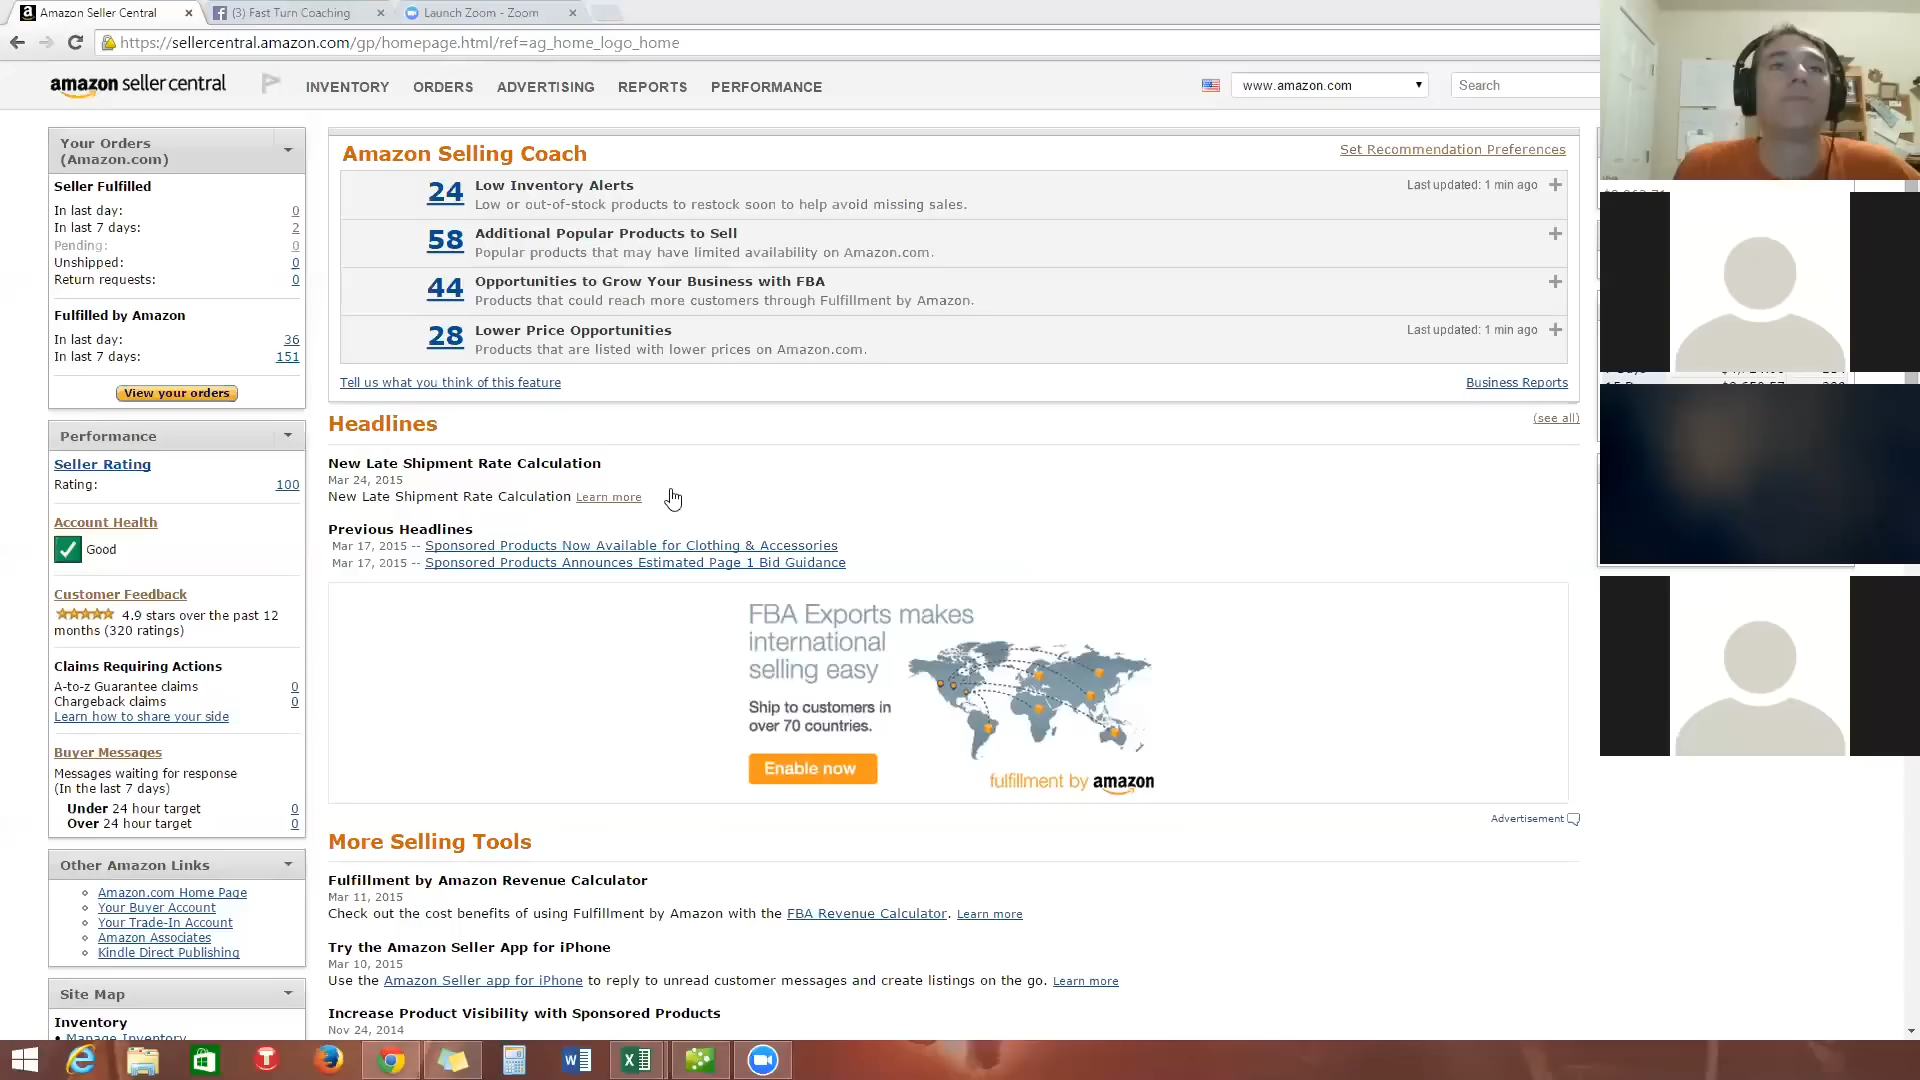 Amazon Seller Central
(3) Fast Turn Coaching
Launch Zoom - Zoom
https://sellercentral.amazon.com/gp/homepage.html/ref=ag_home_logo_home
amazon seller central
INVENTORY
ORDERS
ADVERTISING
REPORTS
PERFORMANCE
www.amazon.com
Search
Your Orders
(Amazon.com)
Seller Fulfilled
In last day: 0
In last 7 days: 2
Pending: 0
Unshipped: 0
Return requests: 0
Fulfilled by Amazon
In last day: 36
In last 7 days: 151
View your orders
Performance
Seller Rating
Rating: 100
Account Health
Good
Customer Feedback
4.9 stars over the past 12
months (320 ratings)
Claims Requiring Actions
A-to-z Guarantee claims 0
Chargeback claims 0
Learn how to share your side
Buyer Messages
Messages waiting for response
(In the last 7 days)
Under 24 hour target 0
Over 24 hour target 0
Other Amazon Links
Amazon.com Home Page
Your Buyer Account
Your Trade-In Account
Amazon Associates
Kindle Direct Publishing
Site Map
Inventory
Manage Inventory
Amazon Selling Coach
Set Recommendation Preferences
24 Low Inventory Alerts Last updated: 1 min ago
Low or out-of-stock products to restock soon to help avoid missing sales.
58 Additional Popular Products to Sell
Popular products that may have limited availability on Amazon.com.
44 Opportunities to Grow Your Business with FBA
Products that could reach more customers through Fulfillment by Amazon.
28 Lower Price Opportunities Last updated: 1 min ago
Products that are listed with lower prices on Amazon.com.
Tell us what you think of this feature
Business Reports
Headlines
(see all)
New Late Shipment Rate Calculation
Mar 24, 2015
New Late Shipment Rate Calculation Learn more
Previous Headlines
Mar 17, 2015 -- Sponsored Products Now Available for Clothing & Accessories
Mar 17, 2015 -- Sponsored Products Announces Estimated Page 1 Bid Guidance
FBA Exports makes
international
selling easy
Ship to customers in
over 70 countries.
Enable now
fulfillment by amazon
Advertisement
More Selling Tools
Fulfillment by Amazon Revenue Calculator
Mar 11, 2015
Check out the cost benefits of using Fulfillment by Amazon with the FBA Revenue Calculator. Learn more
Try the Amazon Seller App for iPhone
Mar 10, 2015
Use the Amazon Seller app for iPhone to reply to unread customer messages and create listings on the go. Learn more
Increase Product Visibility with Sponsored Products
Nov 24, 2014